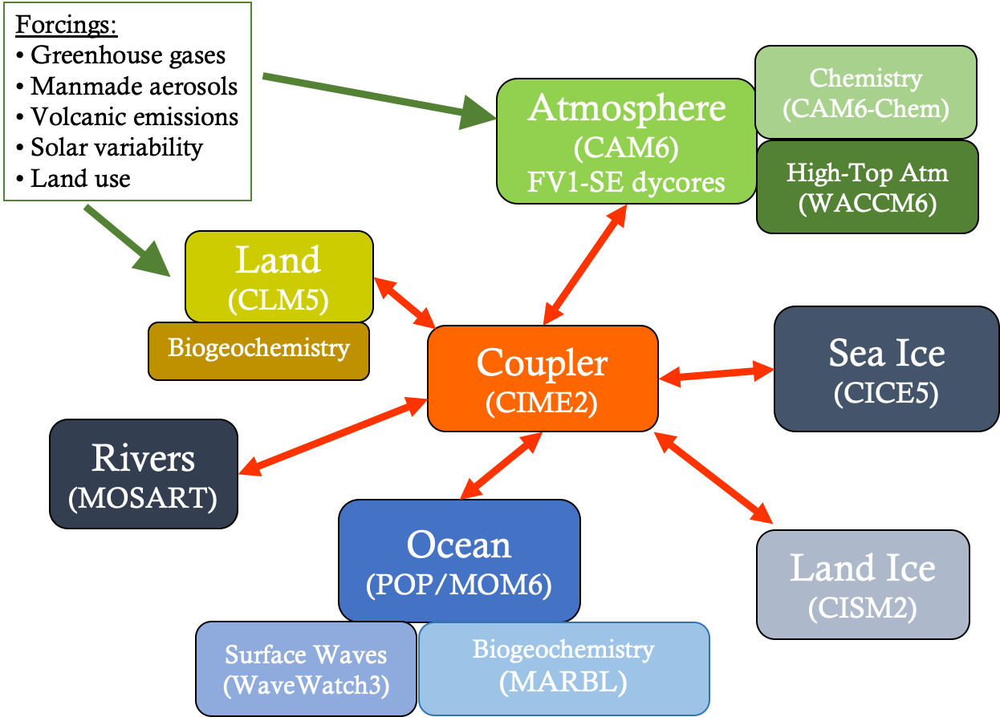 Forcings:
• Greenhouse gases
• Manmade aerosols
• Volcanic emissions
• Solar variability
• Land use
Atmosphere
(CAM6)
FV1-SE dycores
Chemistry
(CAM6-Chem)
High-Top Atm
(WACCM6)
Land
(CLM5)
Biogeochemistry
Coupler
(CIME2)
Sea Ice
(CICE5)
Rivers
(MOSART)
Ocean
(POP/MOM6)
Land Ice
(CISM2)
Surface Waves
(WaveWatch3)
Biogeochemistry
(MARBL)